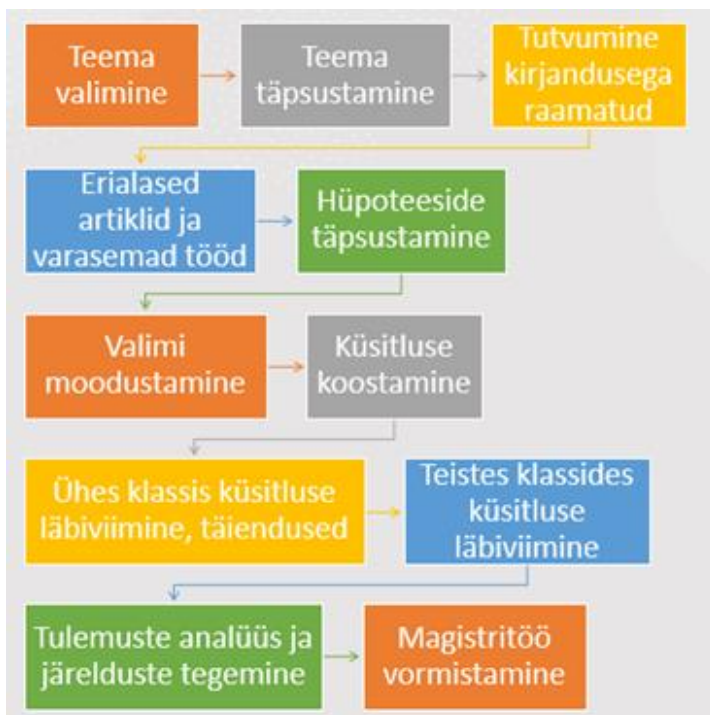 Teema
valimine
Teema
täpsustamine
Tutvumine
kirjandusega
raamatud
Erialased
artiklid ja
varasemad tööd
Hüpoteeside
täpsustamine
Valimi
moodustamine
Küsitluse
koostamine
Ühes klassis küsitluse
läbiviimine, täiendused
Teistes klassides
küsitluse
läbiviimine
Tulemuste analüüs ja
järelduste tegemine
Magistritöö
vormistamine